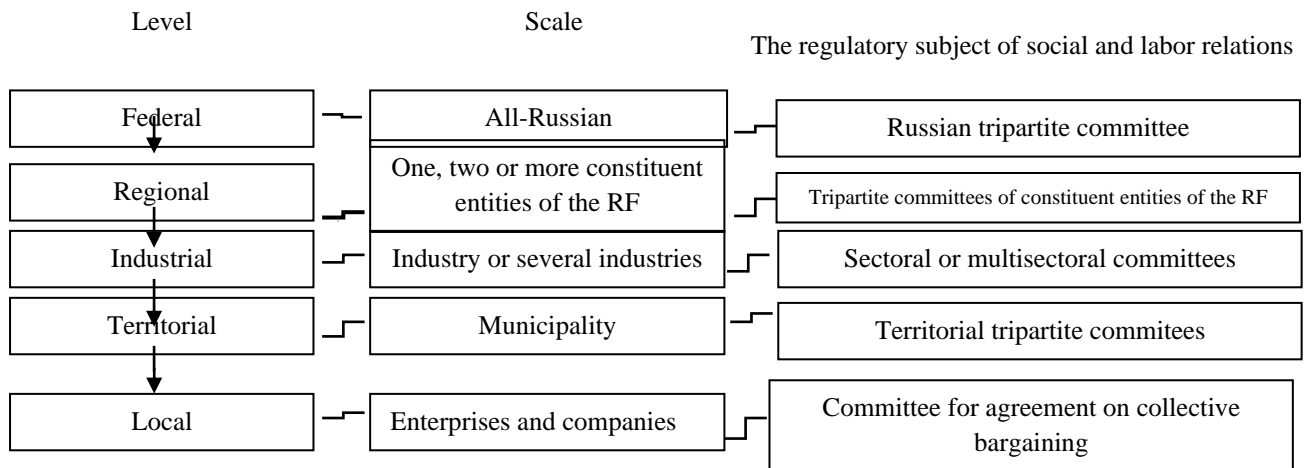 Level
Scale
The regulatory subject of social and labor relations
Federal
All-Russian
Russian tripartite committee
Regional
One, two or more constituent
entities of the RF
Tripartite committees of constituent entities of the RF
Industrial
Industry or several industries
Sectoral or multisectoral committees
Territorial
Municipality
Territorial tripartite commitees
Local
Enterprises and companies
Committee for agreement on collective
bargaining